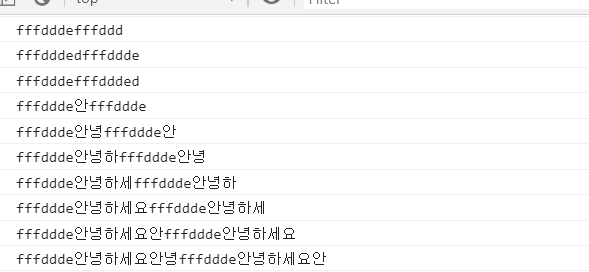 top
Filter
fffdddefffddd
fffdddedfffddde
fffdddefffddded
fffddde안fffddde
fffddde안녕fffddde안
fffddde안녕하fffddde안녕
fffddde안녕하세fffddde안녕하
fffddde안녕하세요fffddde안녕하세
fffddde안녕하세요안fffddde안녕하세요
fffddde안녕하세요안녕fffddde안녕하세요안